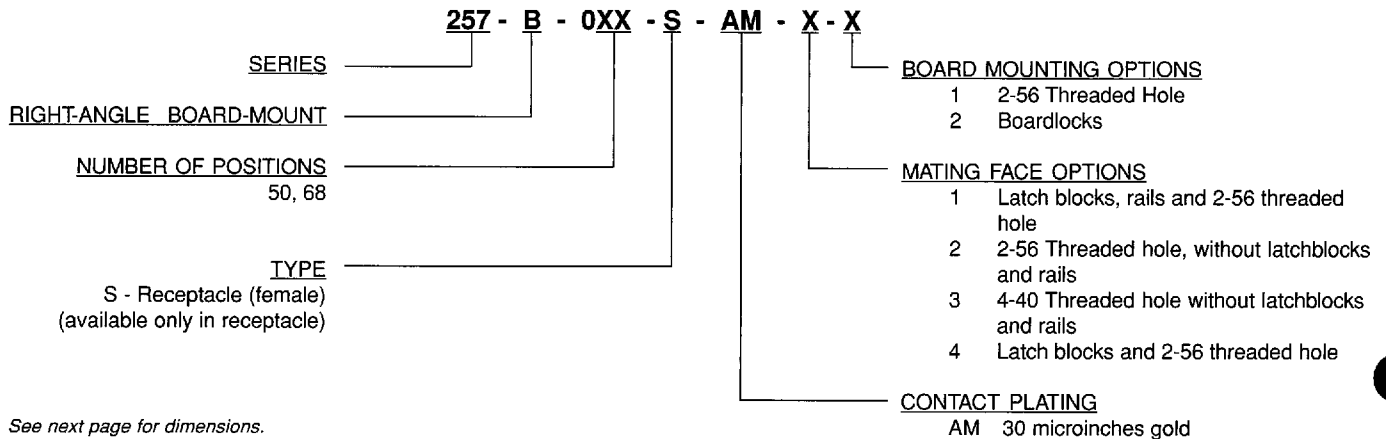 257 - B - 0XX - S - AM - X - X
SERIES
RIGHT-ANGLE BOARD-MOUNT
NUMBER OF POSITIONS
50, 68
TYPE
S - Receptacle (female)
(available only in receptacle)
BOARD MOUNTING OPTIONS
1 2-56 Threaded Hole
2 Boardlocks
MATING FACE OPTIONS
1 Latch blocks, rails and 2-56 threaded
hole
2 2-56 Threaded hole, without latchblocks
and rails
3 4-40 Threaded hole without latchblocks
and rails
4 Latch blocks and 2-56 threaded hole
CONTACT PLATING
AM 30 microinches gold
See next page for dimensions.